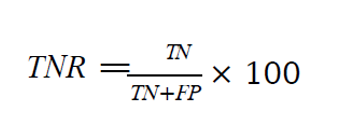 TNR = TN / TN+FP × 100